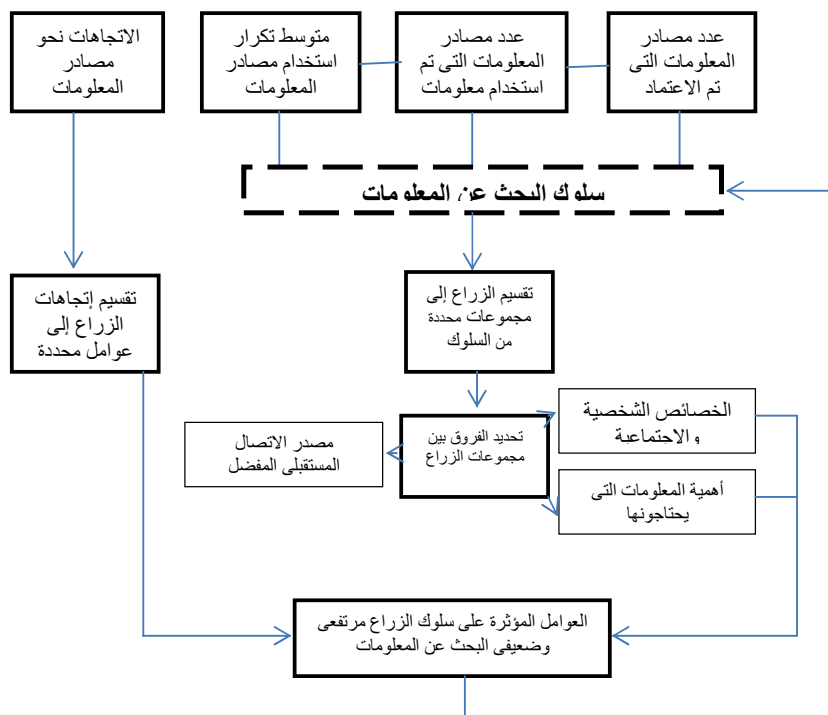 عدد مصادر
المعلومات التى
تم الاعتماد
عدد مصادر
المعلومات التى تم
استخدام معلومات
متوسط تكرار
استخدام مصادر
المعلومات
الاتجاهات نحو
مصادر
المعلومات
سلوك البحث عن المعلومات
تقسيم الزراع إلى
مجموعات محددة
من السلوك
تقسيم إتجاهات
الزراع إلى
عوامل محددة
الخصائص الشخصية
والاجتماعية
تحديد الفروق بين
مجموعات الزراع
مصدر الاتصال
المستقبلى المفضل
أهمية المعلومات التى
يحتاجونها
العوامل المؤثرة على سلوك الزراع مرتفعى
وضعيفى البحث عن المعلومات